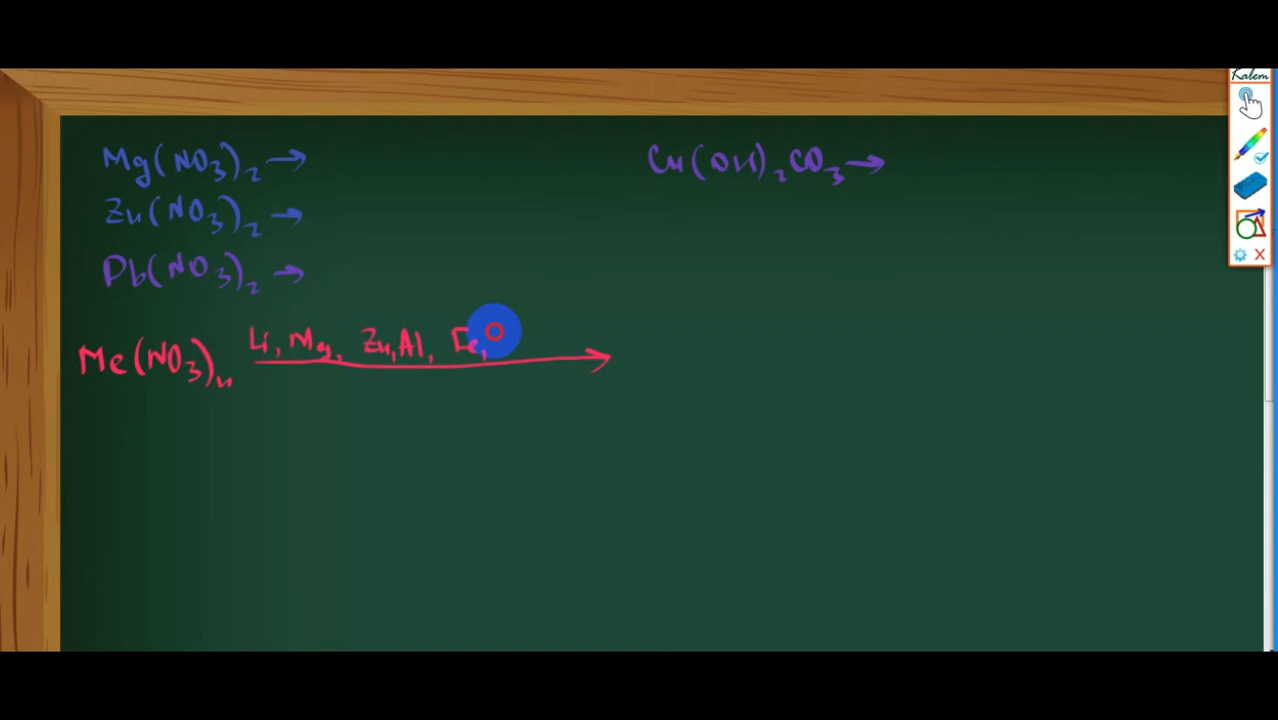 Mg(NO3)2→
Zn(NO3)2→
Pb(NO3)2→
Me(NO3)n Li, Mg, Zn, Al, Fe,
Cu(OH)2CO3→
Kalem